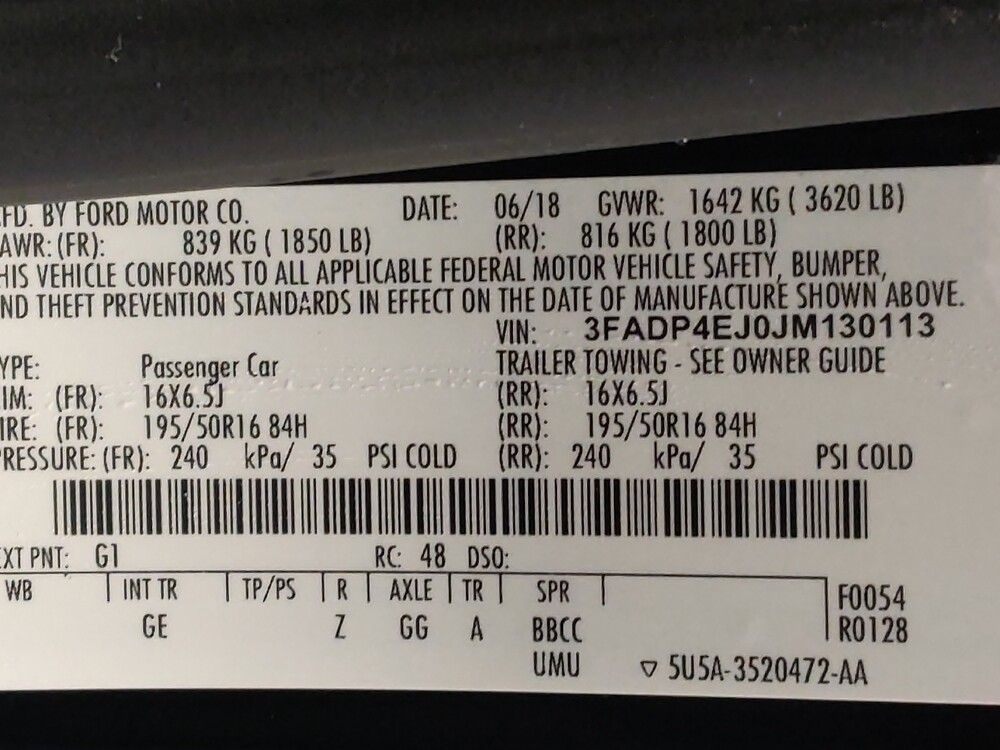 FD. BY FORD MOTOR CO. DATE: 06/18 GVWR: 1642 KG ( 3620 LB)
AWR: (FR): 839 KG ( 1850 LB) (RR): 816 KG ( 1800 LB)
HIS VEHICLE CONFORMS TO ALL APPLICABLE FEDERAL MOTOR VEHICLE SAFETY, BUMPER,
ND THEFT PREVENTION STANDARDS IN EFFECT ON THE DATE OF MANUFACTURE SHOWN ABOVE.
VIN: 3FADP4EJ0JM130113
YPE: Passenger Car TRAILER TOWING - SEE OWNER GUIDE
IM: (FR): 16X6.5J (RR): 16X6.5J
IRE: (FR): 195/50R16 84H (RR): 195/50R16 84H
RESSURE: (FR): 240 kPa/ 35 PSI COLD (RR): 240 kPa/ 35 PSI COLD
EXT PNT: G1 RC: 48 DSO:
WB INT TR TP/PS R AXLE TR SPR F0054
GE Z GG A BBCC R0128
UMU ▽ 5U5A-3520472-AA